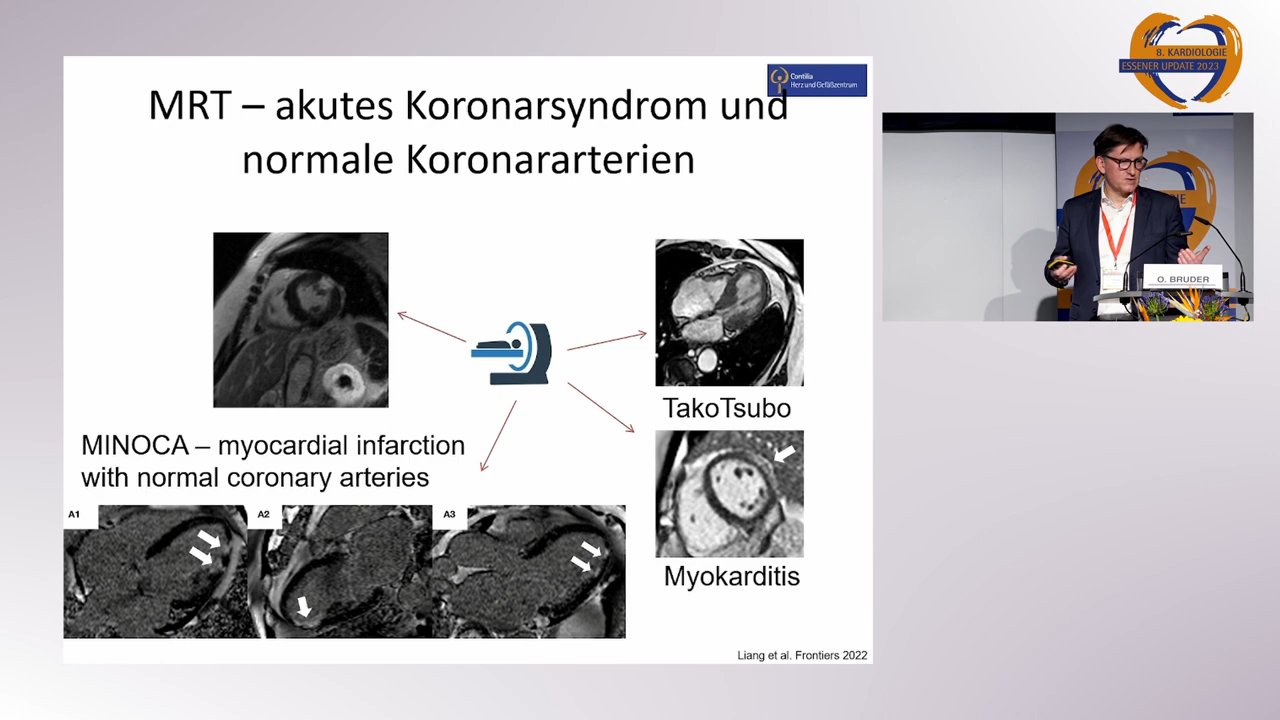 8. KARDIOLOGIE
ESSENER UPDATE 2023
Contilia
Herz und Gefäßzentrum
MRT – akutes Koronarsyndrom und
normale Koronararterien
TakoTsubo
MINOCA – myocardial infarction
with normal coronary arteries
A1
A2
A3
Myokarditis
Liang et al. Frontiers 2022
O. BRUDER